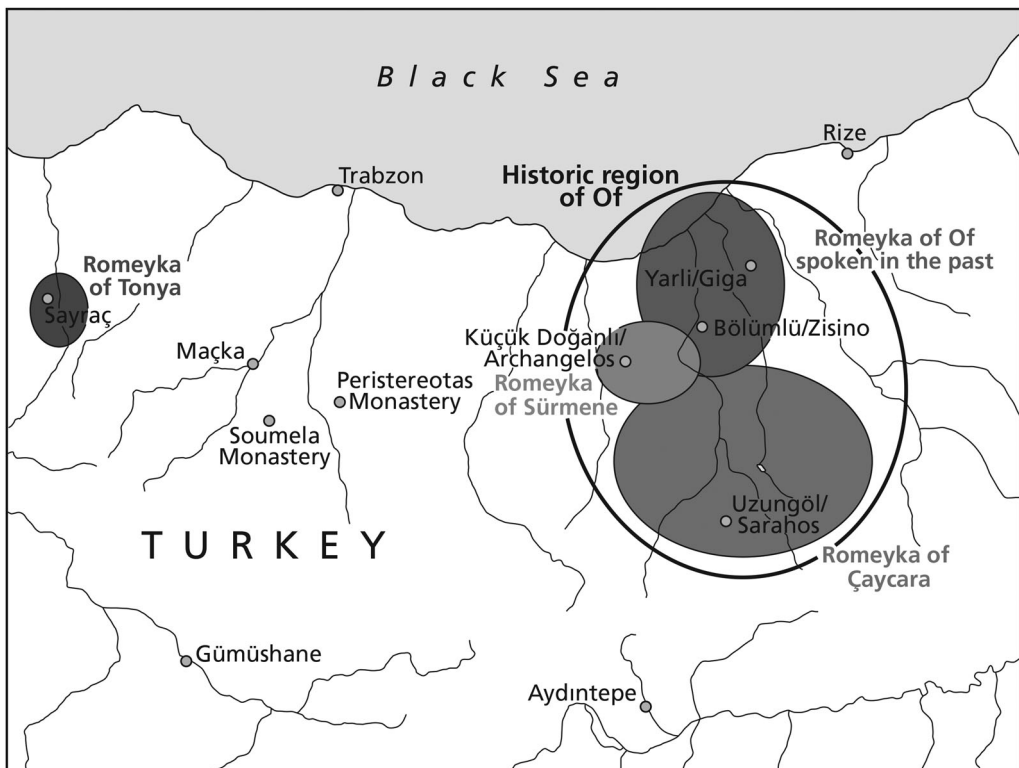 Black Sea
Rize
Trabzon
Historic region
of Of
Romeyka of Of
spoken in the past
Romeyka
of Tonya
Sayraç
Yarli/Giga
Bölümlü/Zisino
Küçük Doğanlı/
Archangelos
Romeyka
of Sürmene
Maçka
Peristereotas
Monastery
Soumela
Monastery
Uzungöl/
Sarahos
TURKEY
Romeyka of
Çaycara
Gümüshane
Aydıntepe